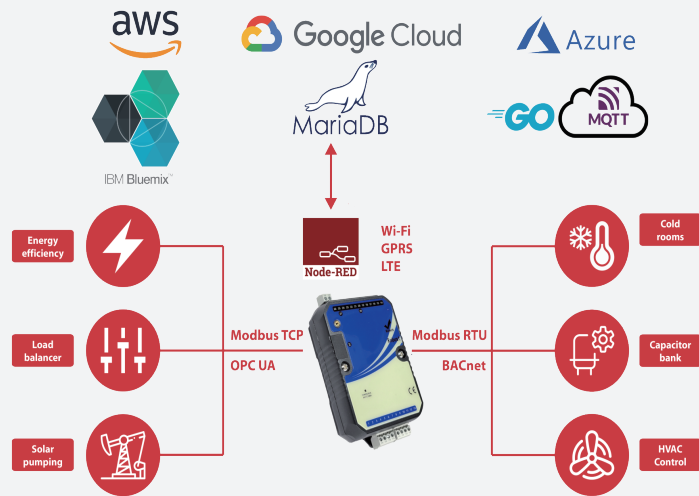 aws
Google Cloud
Azure
IBM Bluemix™
MariaDB
GO
MQTT
Node-RED
Wi-Fi
GPRS
LTE
Energy
efficiency
Cold
rooms
Load
balancer
Modbus TCP
OPC UA
Modbus RTU
BACnet
Capacitor
bank
Solar
pumping
HVAC
Control